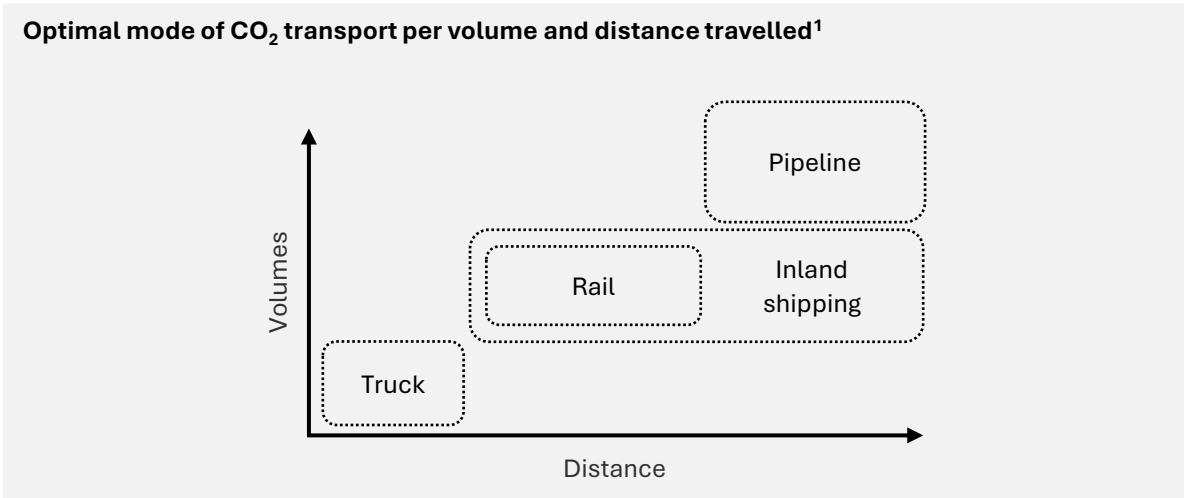 Optimal mode of CO₂ transport per volume and distance travelled¹
Pipeline
Volumes
Rail
Inland
shipping
Truck
Distance